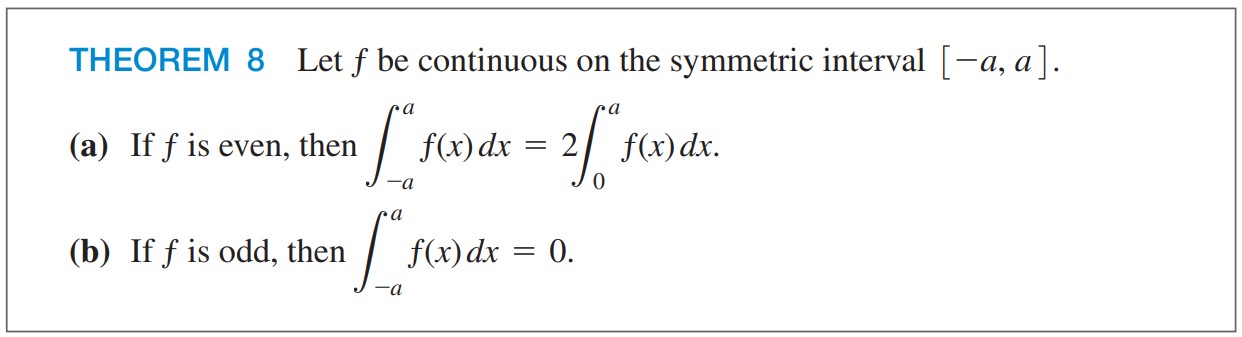 THEOREM 8 Let f be continuous on the symmetric interval [−a, a].
(a) If f is even, then ∫_{−a}^{a} f(x) dx = 2∫_{0}^{a} f(x) dx.
(b) If f is odd, then ∫_{−a}^{a} f(x) dx = 0.